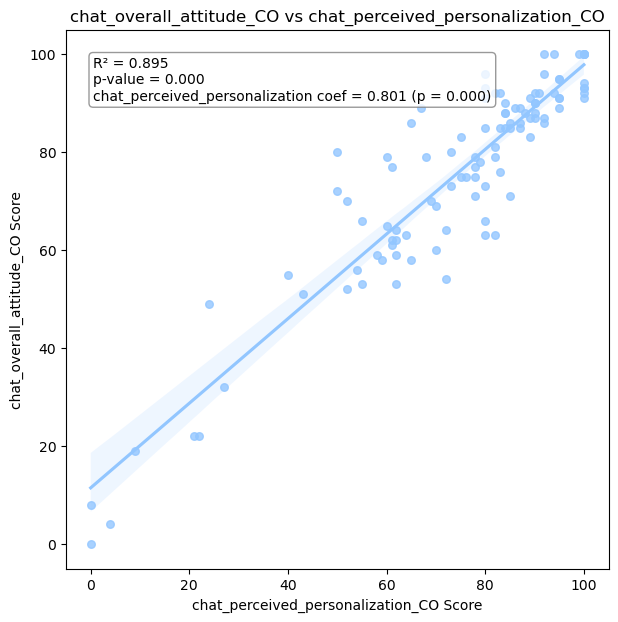 chat_overall_attitude_CO vs chat_perceived_personalization_CO
R² = 0.895
p-value = 0.000
chat_perceived_personalization coef = 0.801 (p = 0.000)
100
80
60
40
20
0
chat_overall_attitude_CO Score
0 20 40 60 80 100
chat_perceived_personalization_CO Score